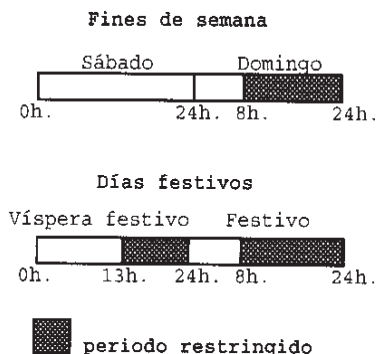 Fines de semana
Sábado Domingo
0h. 24h. 8h. 24h.
Días festivos
Víspera festivo Festivo
0h. 13h. 24h. 8h. 24h.
periodo restringido